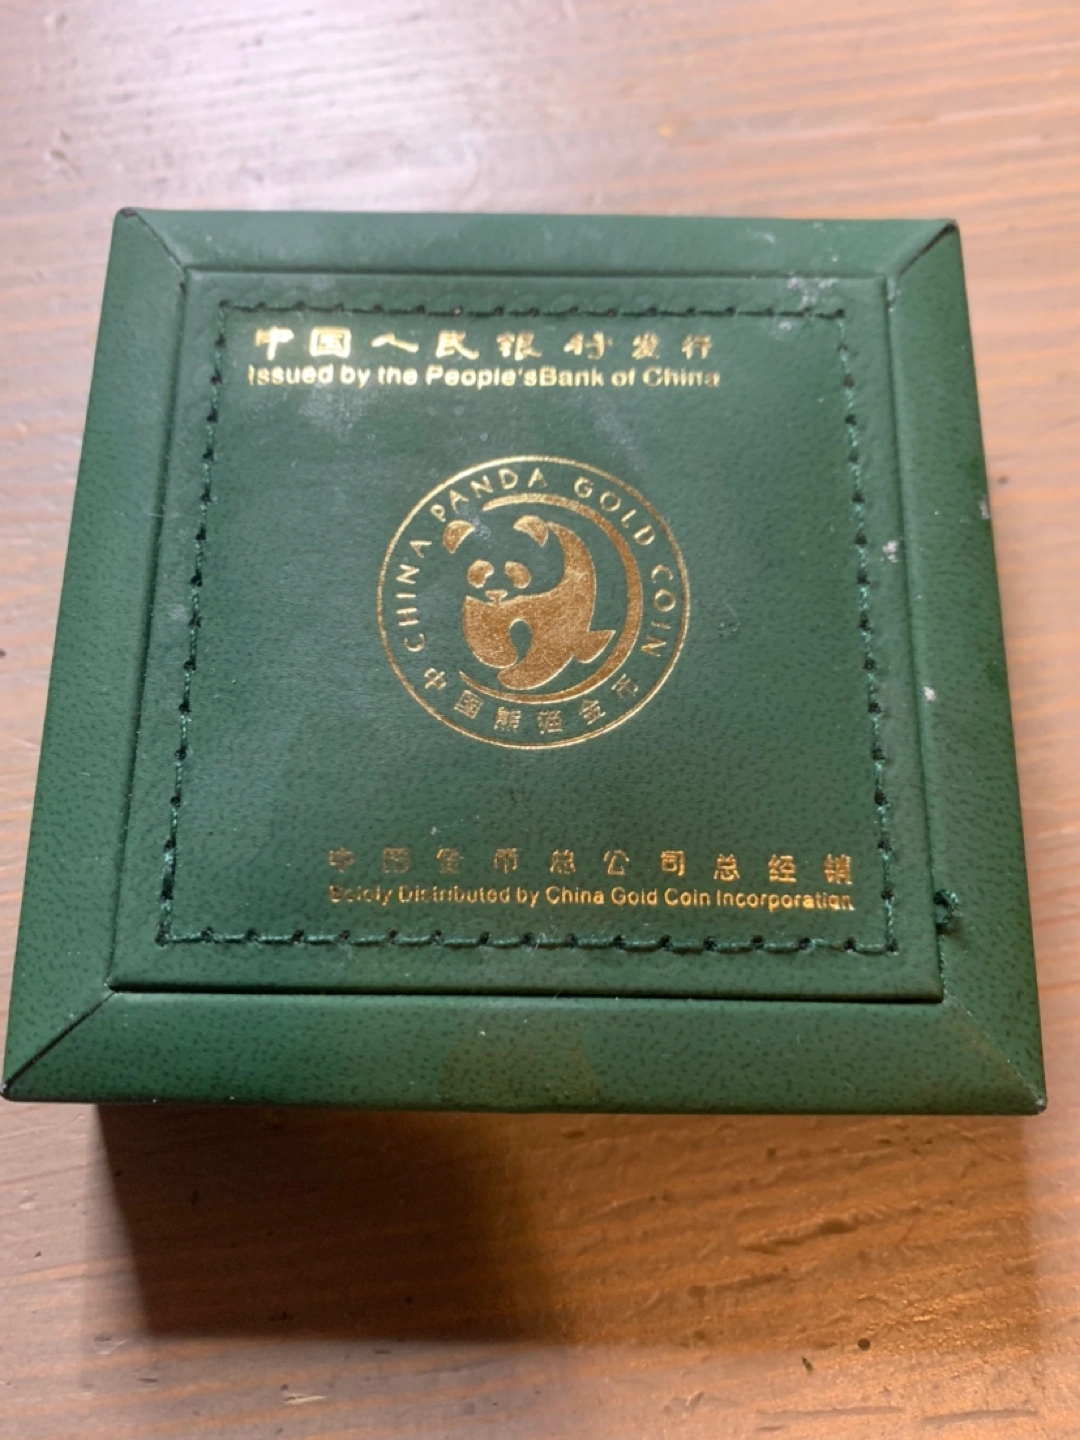 中国人民银行发行
Issued by the People'sBank of China
CHINA PANDA GOLD COIN
中国熊猫金币
中国金币总公司总经销
Solely Distributed by China Gold Coin Incorporation